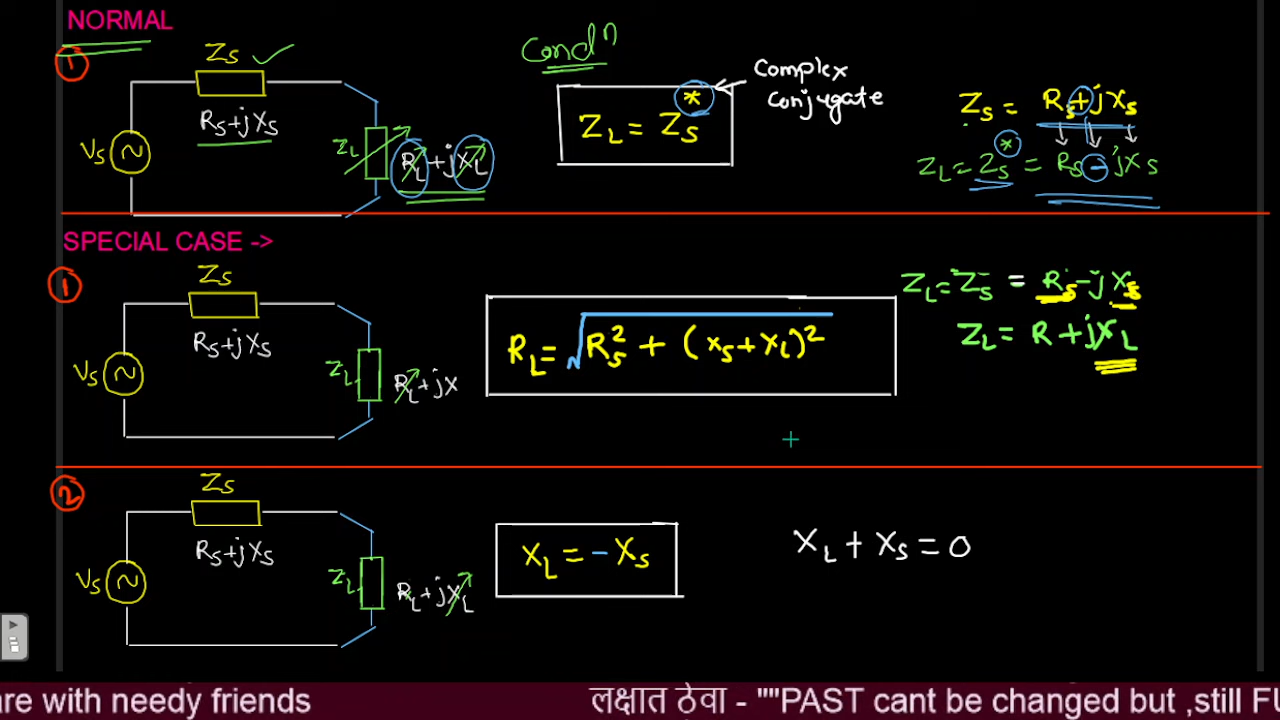 NORMAL
1
Zs
Rs+jXs
Vs
ZL
RL+jXL
Condⁿ
ZL = Zs*
Complex
Conjugate
Zs = Rs+jXs
ZL = Zs* = Rs-jXs
SPECIAL CASE ->
1
Zs
Rs+jXs
Vs
ZL
RL+jX
RL = √Rs² + (Xs+XL)²
ZL = Zs = Rs-jXs
ZL = R+jXL
2
Zs
Rs+jXs
Vs
ZL
RL+jXL
XL = -Xs
XL + Xs = 0
are with needy friends
लक्षात ठेवा - ""PAST cant be changed but ,still FU